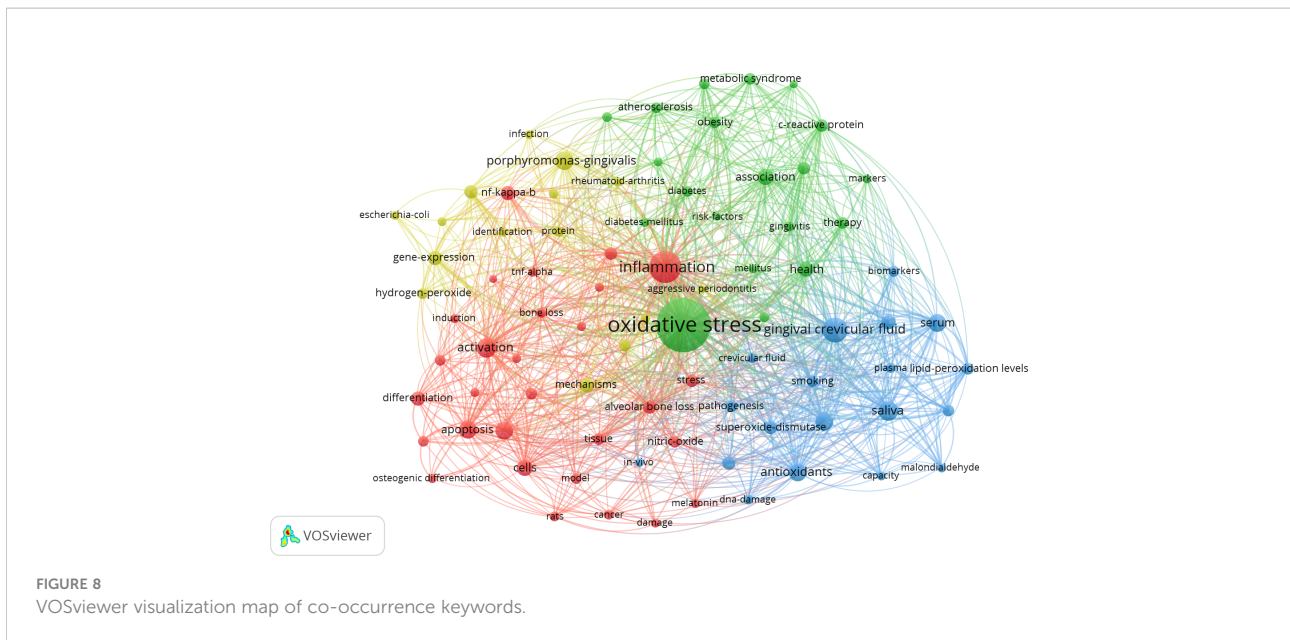 metabolic syndrome
atherosclerosis
obesity
c-reactive protein
infection
porphyromonas-gingivalis
association
markers
rheumatoid-arthritis
nf-kappa-b
diabetes
escherichia-coli
diabetes-mellitus
risk-factors
therapy
gingivitis
identification
protein
gene-expression
tnf-alpha
inflammation
mellitus
health
biomarkers
aggressive periodontitis
hydrogen-peroxide
bone loss
induction
oxidative stress
gingival crevicular fluid
serum
activation
crevicular fluid
plasma
lipid-peroxidation levels
mechanisms
stress
smoking
differentiation
alveolar bone loss
pathogenesis
saliva
apoptosis
superoxide-dismutase
tissue
nitric-oxide
in-vivo
cells
antioxidants
malondialdehyde
osteogenic differentiation
model
capacity
melatonin
dna-damage
rats
cancer
damage
VOSviewer
FIGURE 8
VOSviewer visualization map of co-occurrence keywords.